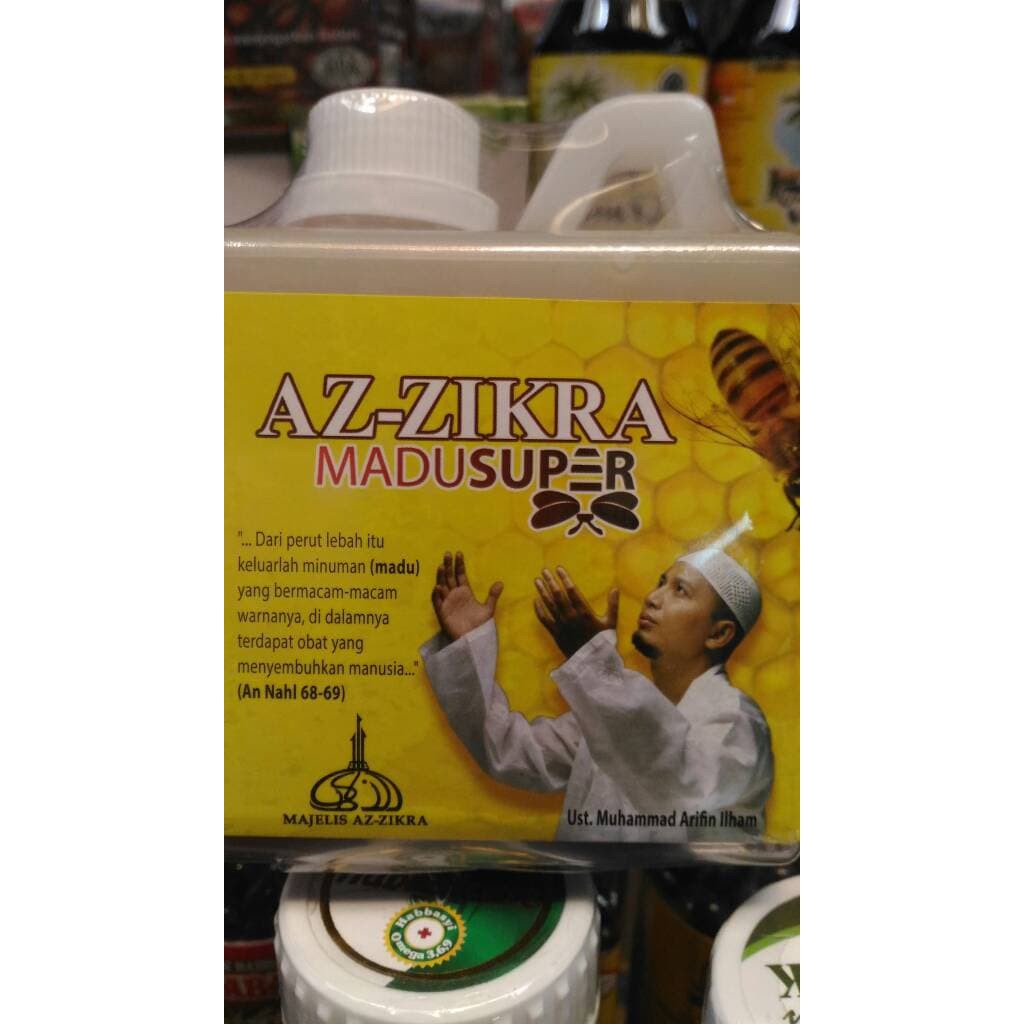 AZ-ZIKRA
MADUSUPER
"... Dari perut lebah itu
keluarlah minuman (madu)
yang bermacam-macam
warnanya, di dalamnya
terdapat obat yang
menyembuhkan manusia..."
(An Nahl 68-69)
MAJELIS AZ-ZIKRA
Ust. Muhammad Arifin Ilham
Habbasyi
Omega 3,6,9